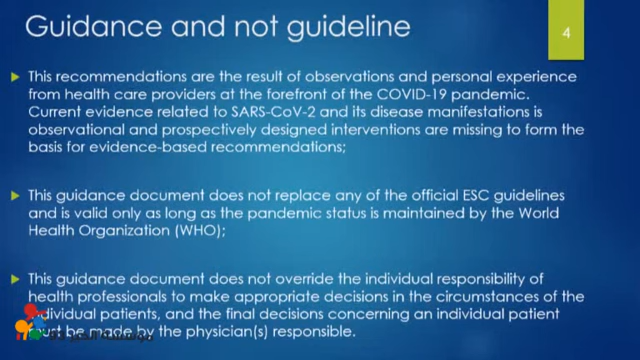 Guidance and not guideline
4
This recommendations are the result of observations and personal experience
from health care providers at the forefront of the COVID-19 pandemic.
Current evidence related to SARS-CoV-2 and its disease manifestations is
observational and prospectively designed interventions are missing to form the
basis for evidence-based recommendations;
This guidance document does not replace any of the official ESC guidelines
and is valid only as long as the pandemic status is maintained by the World
Health Organization (WHO);
This guidance document does not override the individual responsibility of
health professionals to make appropriate decisions in the circumstances of the
individual patients, and the final decisions concerning an individual patient
must be made by the physician(s) responsible.